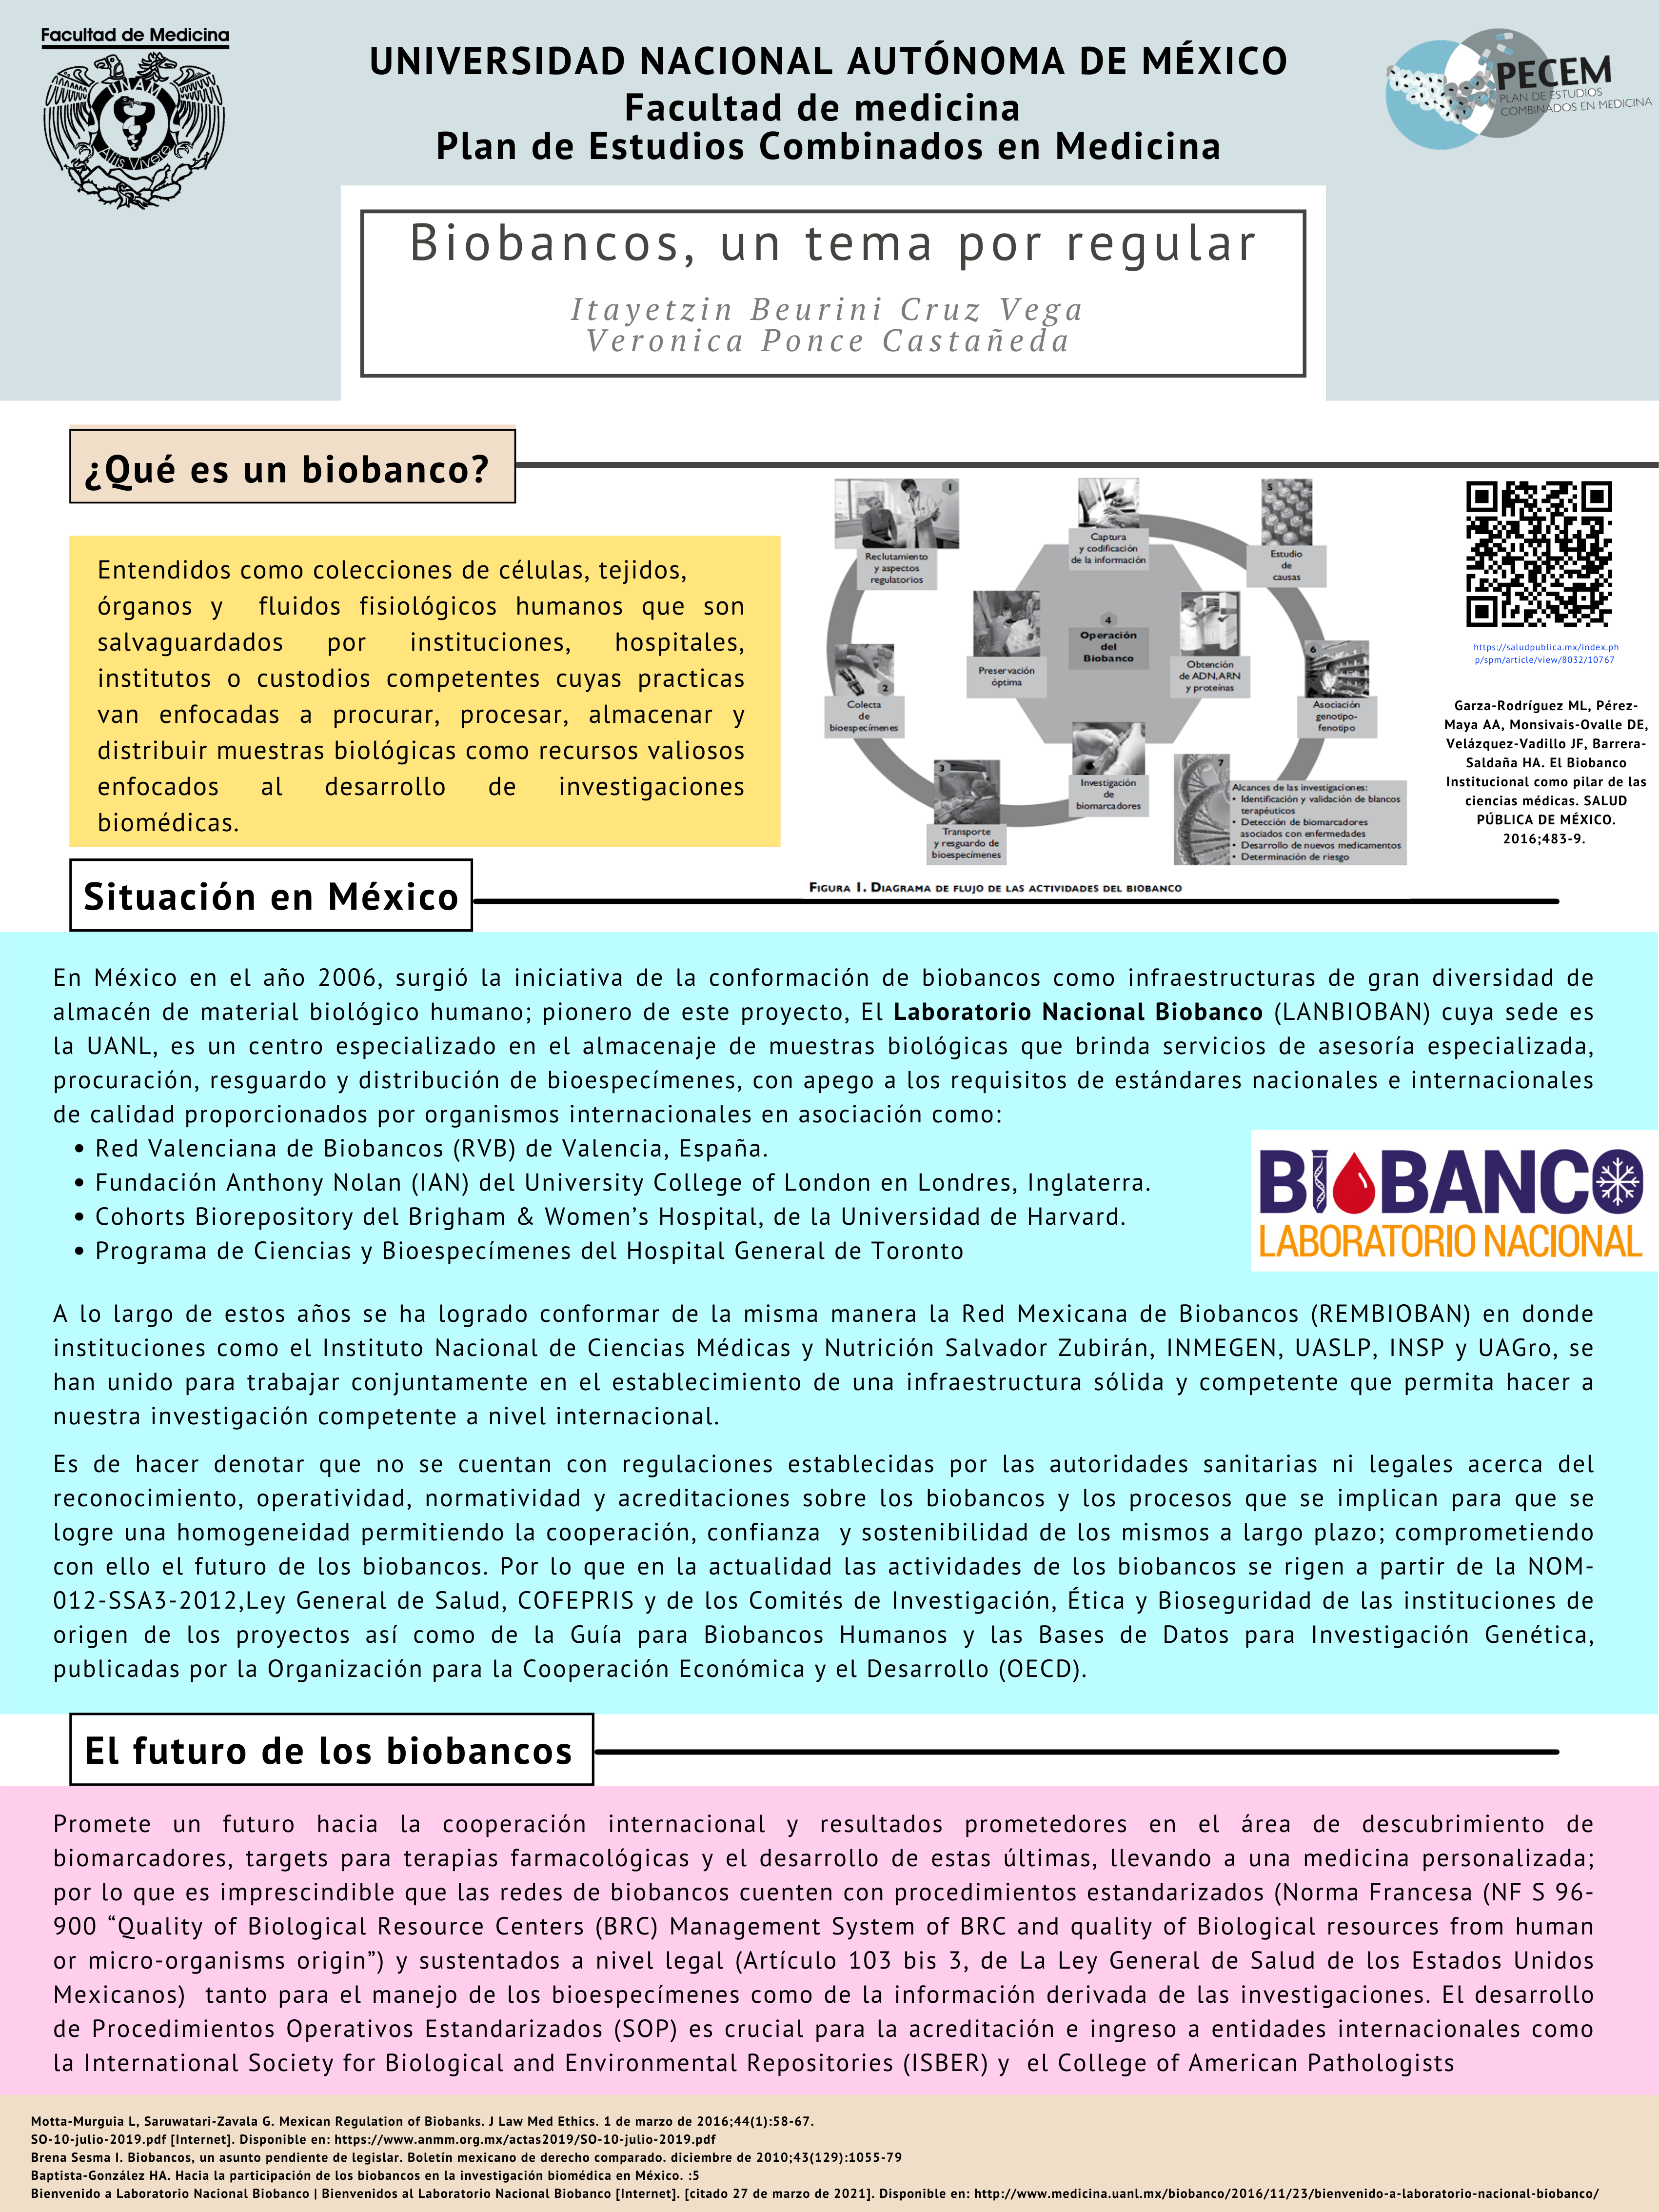 Facultad de Medicina
UNAM
Aliis Vivere
UNIVERSIDAD NACIONAL AUTÓNOMA DE MÉXICO
Facultad de medicina
Plan de Estudios Combinados en Medicina
PECEM
PLAN DE ESTUDIOS
COMBINADOS EN MEDICINA
Biobancos, un tema por regular
Itayetzin Beurini Cruz Vega
Veronica Ponce Castañeda
¿Qué es un biobanco?
Entendidos como colecciones de células, tejidos,
órganos y fluidos fisiológicos humanos que son
salvaguardados por instituciones, hospitales,
institutos o custodios competentes cuyas practicas
van enfocadas a procurar, procesar, almacenar y
distribuir muestras biológicas como recursos valiosos
enfocados al desarrollo de investigaciones
biomédicas.
1
Reclutamiento
y aspectos
regulatorios
2
Colecta
de
bioespecímenes
3
Transporte
y resguardo de
bioespecímenes
Captura
y codificación
de la información
4
Operación
del
Biobanco
Preservación
óptima
Obtención
de ADN,ARN
y proteínas
Investigación
de
biomarcadores
5
Estudio
de
causas
6
Asociación
genotipo-
fenotipo
7
Alcances de las investigaciones:
• Identificación y validación de blancos
terapéuticos
• Detección de biomarcadores
asociados con enfermedades
• Desarrollo de nuevos medicamentos
• Determinación de riesgo
FIGURA 1. DIAGRAMA DE FLUJO DE LAS ACTIVIDADES DEL BIOBANCO
https://saludpublica.mx/index.ph
p/spm/article/view/8032/10767
Garza-Rodríguez ML, Pérez-
Maya AA, Monsivais-Ovalle DE,
Velázquez-Vadillo JF, Barrera-
Saldaña HA. El Biobanco
Institucional como pilar de las
ciencias médicas. SALUD
PÚBLICA DE MÉXICO.
2016;483-9.
Situación en México
En México en el año 2006, surgió la iniciativa de la conformación de biobancos como infraestructuras de gran diversidad de
almacén de material biológico humano; pionero de este proyecto, El Laboratorio Nacional Biobanco (LANBIOBAN) cuya sede es
la UANL, es un centro especializado en el almacenaje de muestras biológicas que brinda servicios de asesoría especializada,
procuración, resguardo y distribución de bioespecímenes, con apego a los requisitos de estándares nacionales e internacionales
de calidad proporcionados por organismos internacionales en asociación como:
• Red Valenciana de Biobancos (RVB) de Valencia, España.
• Fundación Anthony Nolan (IAN) del University College of London en Londres, Inglaterra.
• Cohorts Biorepository del Brigham & Women’s Hospital, de la Universidad de Harvard.
• Programa de Ciencias y Bioespecímenes del Hospital General de Toronto
BIOBANCO
LABORATORIO NACIONAL
A lo largo de estos años se ha logrado conformar de la misma manera la Red Mexicana de Biobancos (REMBIOBAN) en donde
instituciones como el Instituto Nacional de Ciencias Médicas y Nutrición Salvador Zubirán, INMEGEN, UASLP, INSP y UAGro, se
han unido para trabajar conjuntamente en el establecimiento de una infraestructura sólida y competente que permita hacer a
nuestra investigación competente a nivel internacional.
Es de hacer denotar que no se cuentan con regulaciones establecidas por las autoridades sanitarias ni legales acerca del
reconocimiento, operatividad, normatividad y acreditaciones sobre los biobancos y los procesos que se implican para que se
logre una homogeneidad permitiendo la cooperación, confianza y sostenibilidad de los mismos a largo plazo; comprometiendo
con ello el futuro de los biobancos. Por lo que en la actualidad las actividades de los biobancos se rigen a partir de la NOM-
012-SSA3-2012,Ley General de Salud, COFEPRIS y de los Comités de Investigación, Ética y Bioseguridad de las instituciones de
origen de los proyectos así como de la Guía para Biobancos Humanos y las Bases de Datos para Investigación Genética,
publicadas por la Organización para la Cooperación Económica y el Desarrollo (OECD).
El futuro de los biobancos
Promete un futuro hacia la cooperación internacional y resultados prometedores en el área de descubrimiento de
biomarcadores, targets para terapias farmacológicas y el desarrollo de estas últimas, llevando a una medicina personalizada;
por lo que es imprescindible que las redes de biobancos cuenten con procedimientos estandarizados (Norma Francesa (NF S 96-
900 “Quality of Biological Resource Centers (BRC) Management System of BRC and quality of Biological resources from human
or micro-organisms origin”) y sustentados a nivel legal (Artículo 103 bis 3, de La Ley General de Salud de los Estados Unidos
Mexicanos) tanto para el manejo de los bioespecímenes como de la información derivada de las investigaciones. El desarrollo
de Procedimientos Operativos Estandarizados (SOP) es crucial para la acreditación e ingreso a entidades internacionales como
la International Society for Biological and Environmental Repositories (ISBER) y el College of American Pathologists
Motta-Murguia L, Saruwatari-Zavala G. Mexican Regulation of Biobanks. J Law Med Ethics. 1 de marzo de 2016;44(1):58-67.
SO-10-julio-2019.pdf [Internet]. Disponible en: https://www.anmm.org.mx/actas2019/SO-10-julio-2019.pdf
Brena Sesma I. Biobancos, un asunto pendiente de legislar. Boletín mexicano de derecho comparado. diciembre de 2010;43(129):1055-79
Baptista-González HA. Hacia la participación de los biobancos en la investigación biomédica en México. :5
Bienvenido a Laboratorio Nacional Biobanco | Bienvenidos al Laboratorio Nacional Biobanco [Internet]. [citado 27 de marzo de 2021]. Disponible en: http://www.medicina.uanl.mx/biobanco/2016/11/23/bienvenido-a-laboratorio-nacional-biobanco/